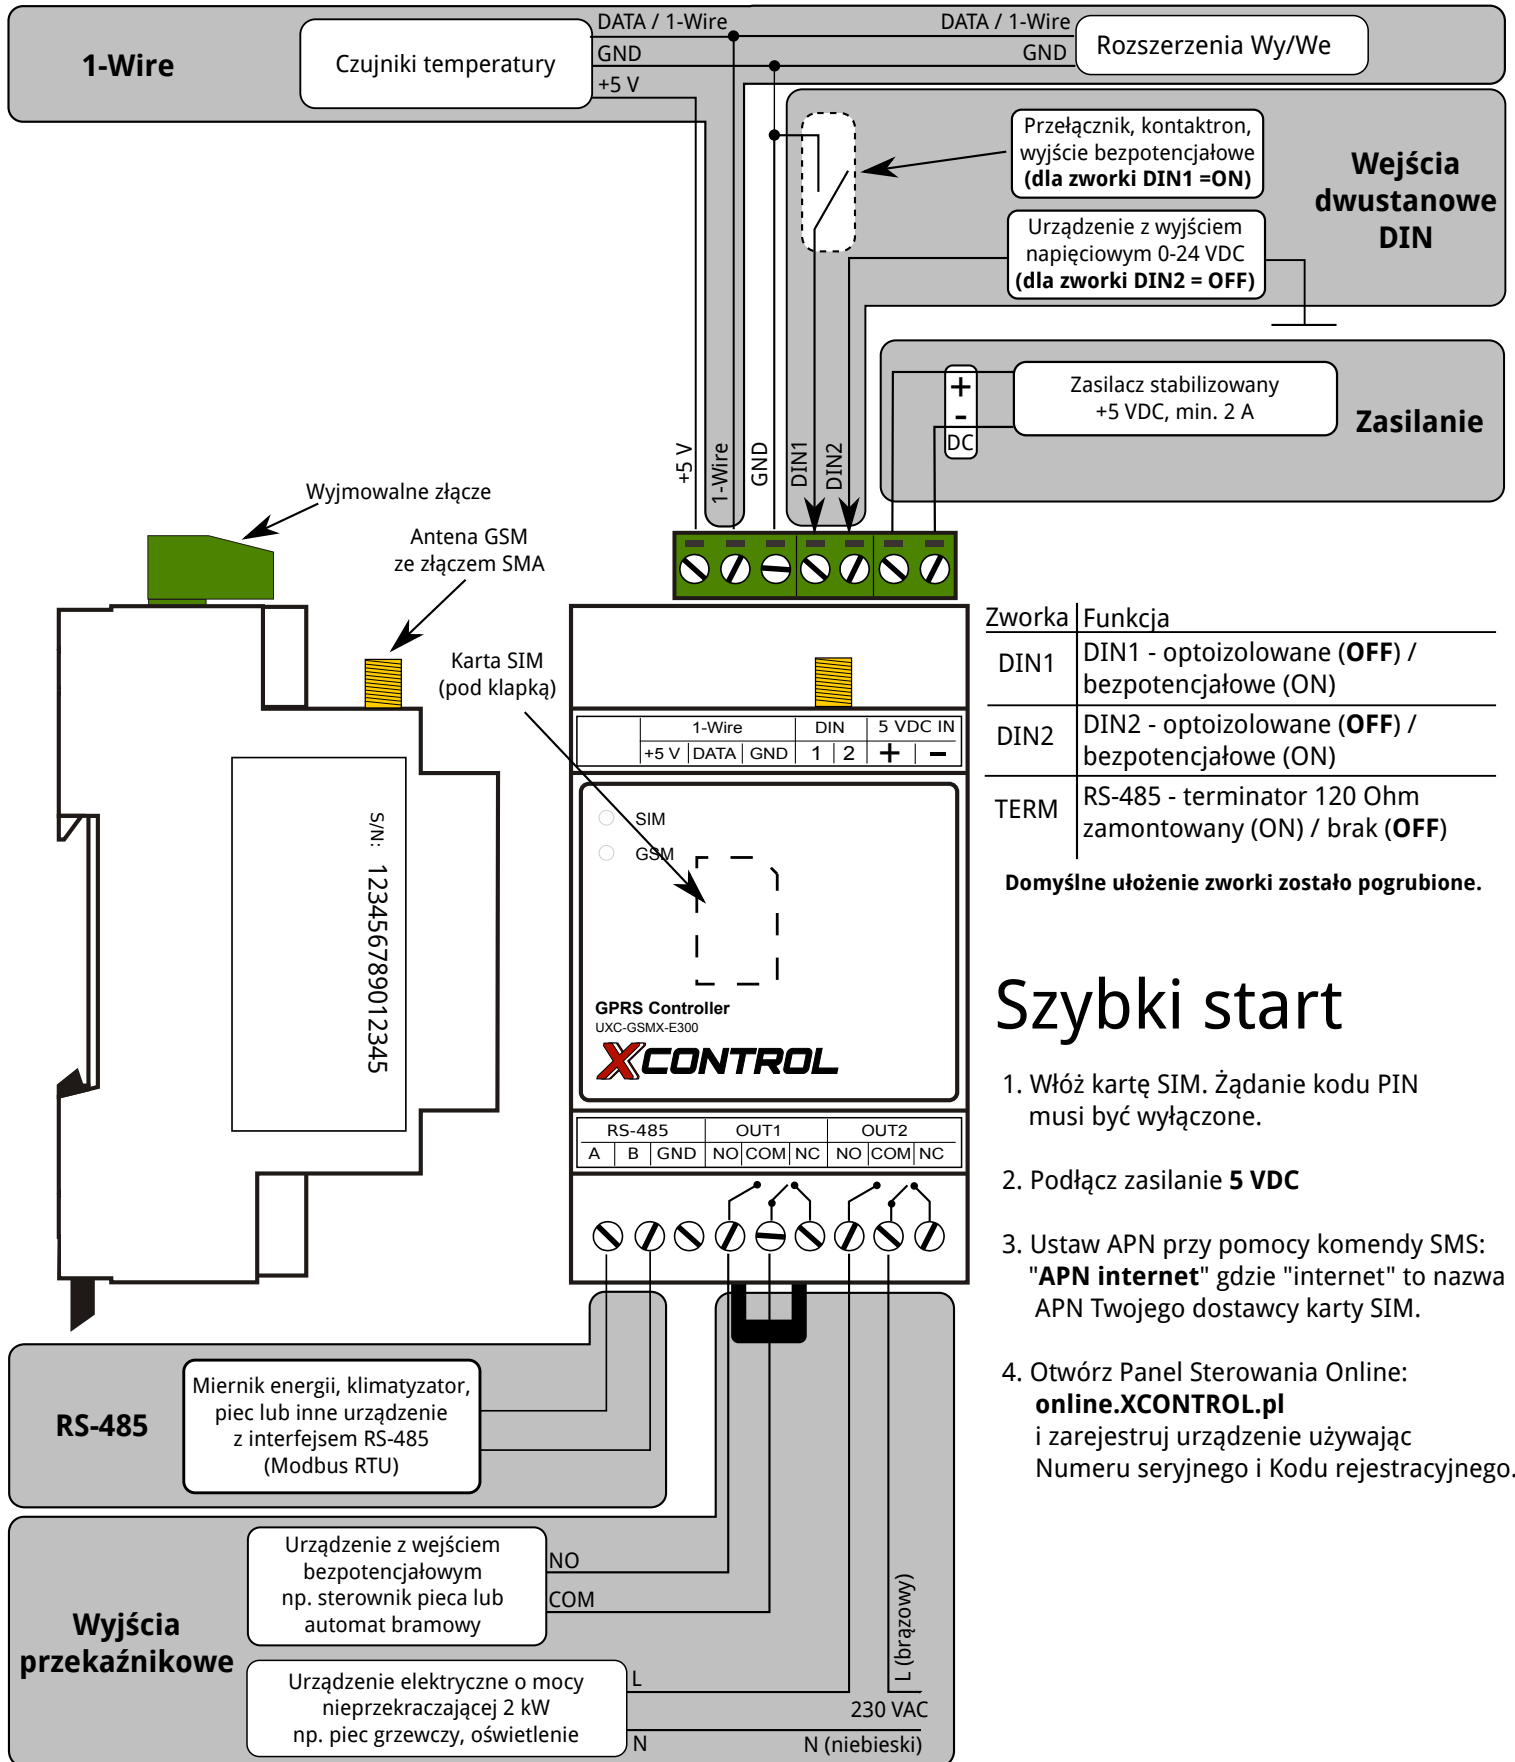 1-Wire
Czujniki temperatury
DATA / 1-Wire
GND
+5 V
DATA / 1-Wire
GND
Rozszerzenia Wy/We
Przełącznik, kontaktron,
wyjście bezpotencjałowe
(dla zworki DIN1 =ON)
Urządzenie z wyjściem
napięciowym 0-24 VDC
(dla zworki DIN2 = OFF)
Wejścia
dwustanowe
DIN
+
-
DC
Zasilacz stabilizowany
+5 VDC, min. 2 A
Zasilanie
+5 V
1-Wire
GND
DIN1
DIN2
Wyjmowalne złącze
Antena GSM
ze złączem SMA
Karta SIM
(pod klapką)
S/N: 123456789012345
1-Wire DIN 5 VDC IN
+5 V DATA GND 1 2 + −
SIM
GSM
GPRS Controller
UXC-GSMX-E300
XCONTROL
RS-485 OUT1 OUT2
A B GND NO COM NC NO COM NC
Zworka Funkcja
DIN1 DIN1 - optoizolowane (OFF) /
bezpotencjałowe (ON)
DIN2 DIN2 - optoizolowane (OFF) /
bezpotencjałowe (ON)
TERM RS-485 - terminator 120 Ohm
zamontowany (ON) / brak (OFF)
Domyślne ułożenie zworki zostało pogrubione.
Szybki start
1. Włóż kartę SIM. Żądanie kodu PIN
musi być wyłączone.
2. Podłącz zasilanie 5 VDC
3. Ustaw APN przy pomocy komendy SMS:
"APN internet" gdzie "internet" to nazwa
APN Twojego dostawcy karty SIM.
4. Otwórz Panel Sterowania Online:
online.XCONTROL.pl
i zarejestruj urządzenie używając
Numeru seryjnego i Kodu rejestracyjnego.
RS-485
Miernik energii, klimatyzator,
piec lub inne urządzenie
z interfejsem RS-485
(Modbus RTU)
Wyjścia
przekaźnikowe
Urządzenie z wejściem
bezpotencjałowym
np. sterownik pieca lub
automat bramowy
NO
COM
Urządzenie elektryczne o mocy
nieprzekraczającej 2 kW
np. piec grzewczy, oświetlenie
L
N
L (brązowy)
230 VAC
N (niebieski)